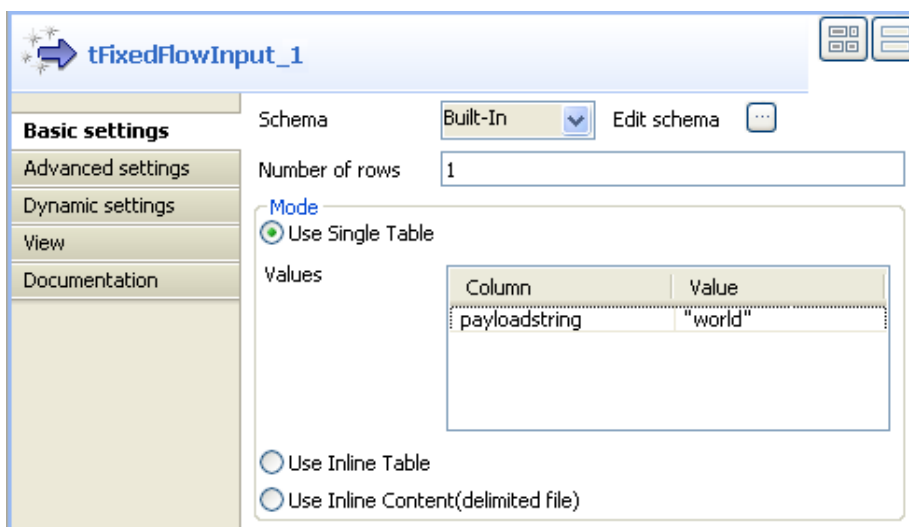 tFixedFlowInput_1
Basic settings
Advanced settings
Dynamic settings
View
Documentation
Schema Built-In Edit schema ...
Number of rows 1
Mode
Use Single Table
Values
Column Value
payloadstring "world"
Use Inline Table
Use Inline Content(delimited file)